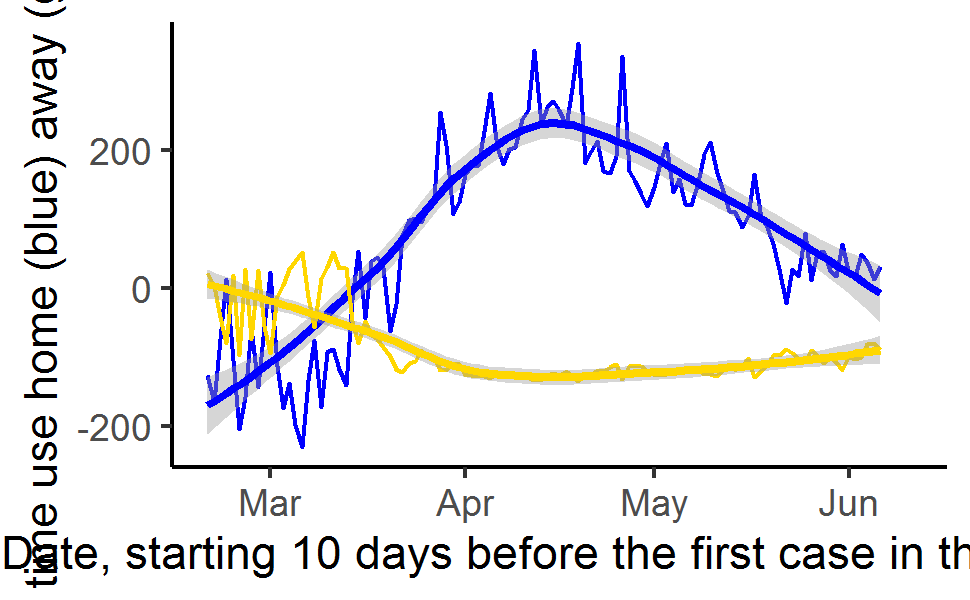 time use home (blue) away (
200
0
-200
Mar Apr May Jun
Date, starting 10 days before the first case in th